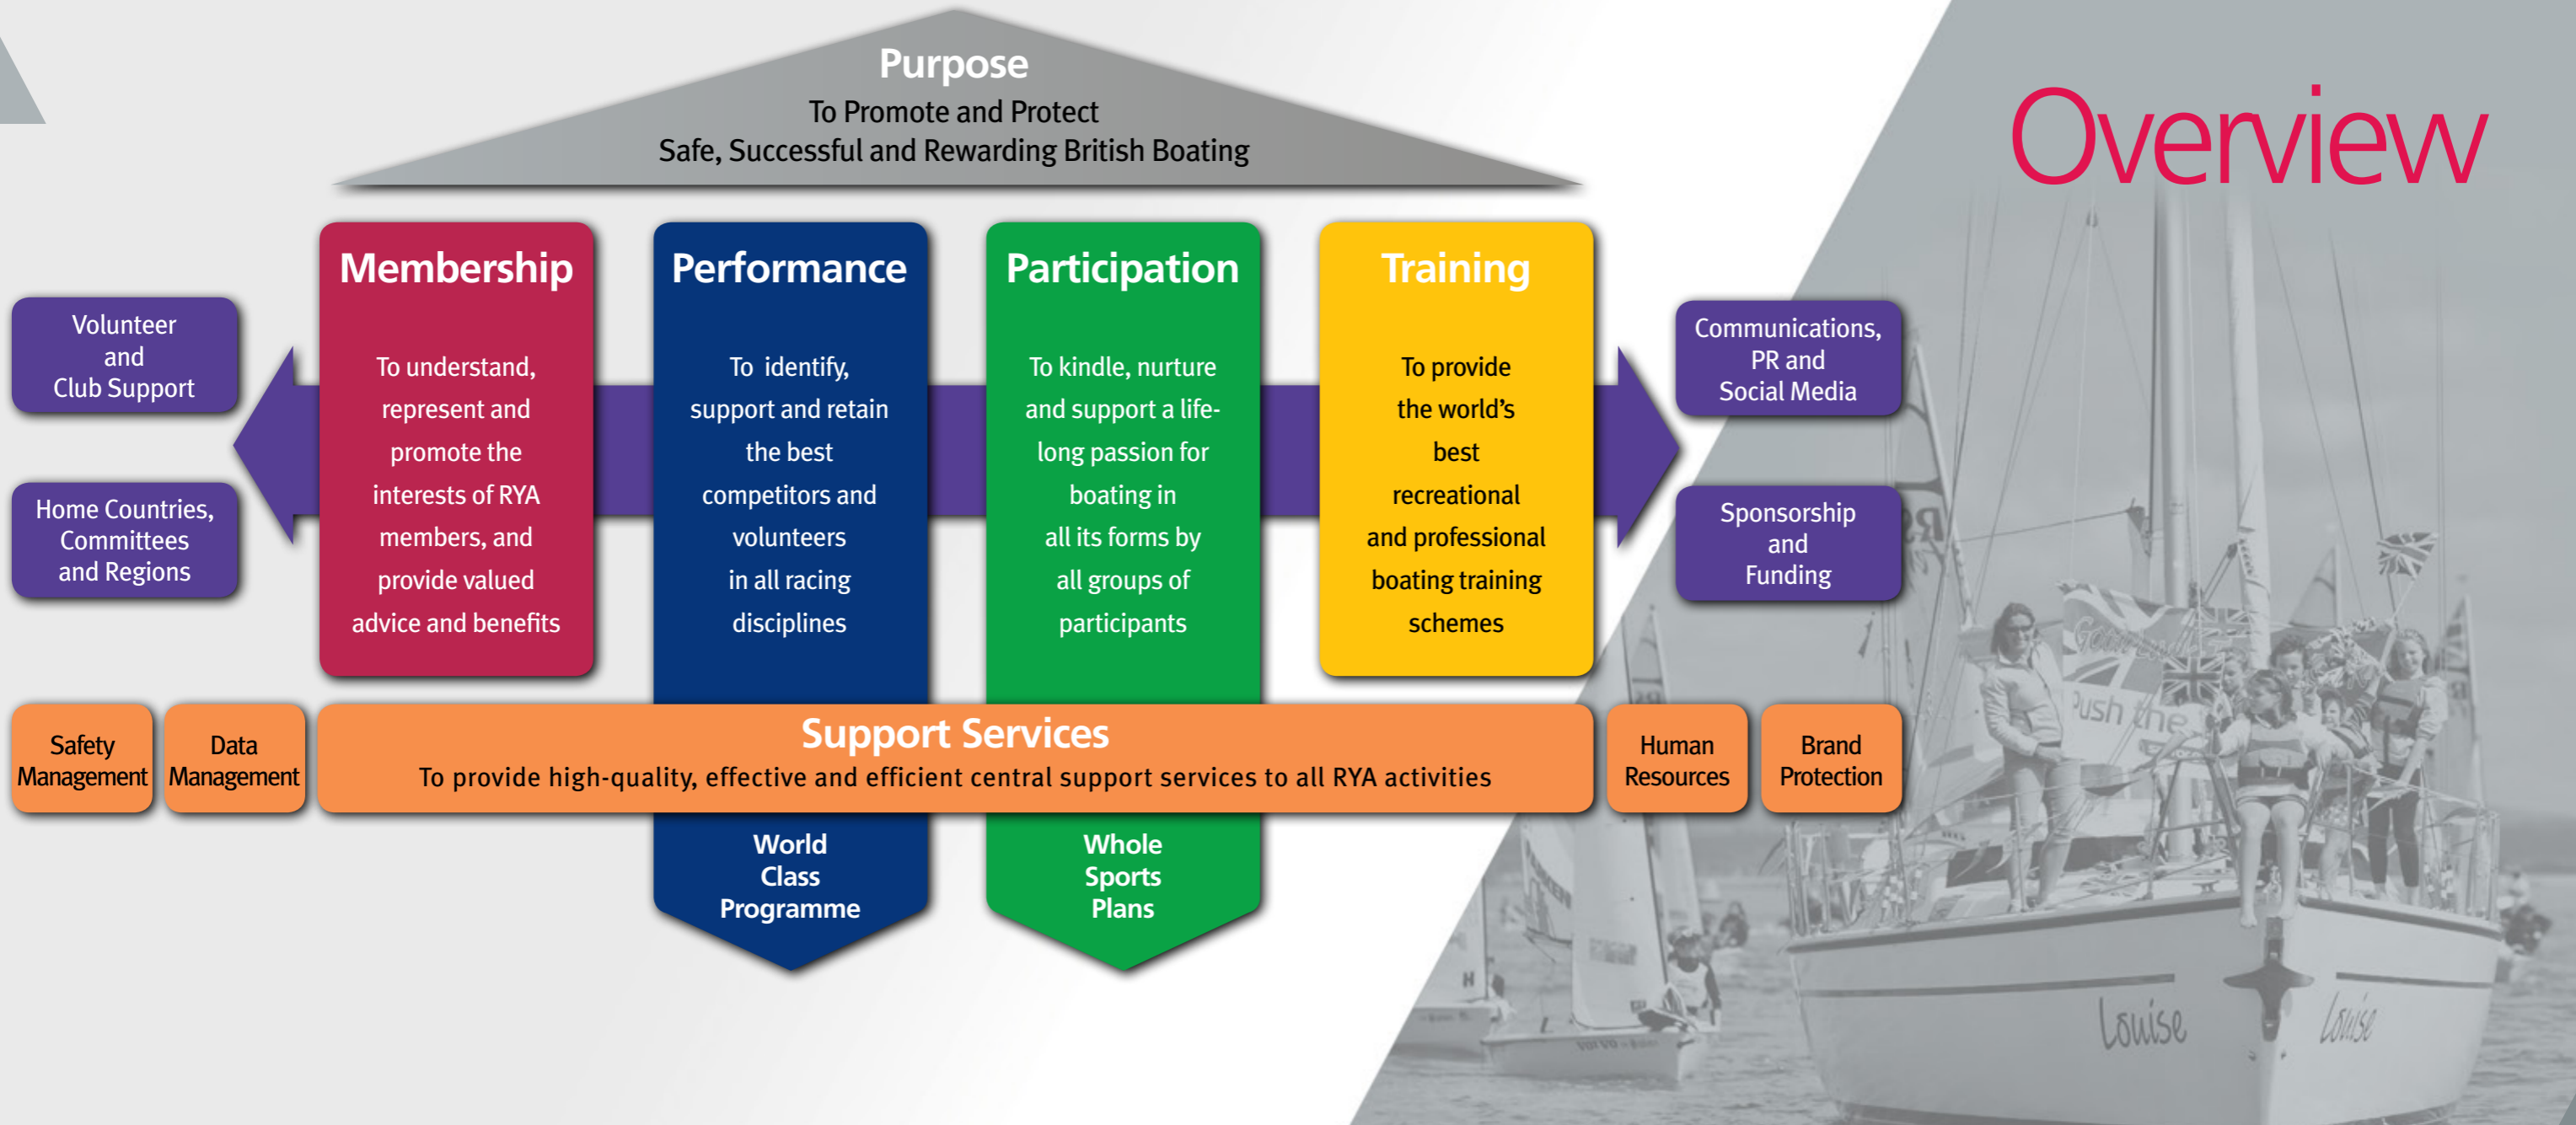 Overview
Purpose
To Promote and Protect
Safe, Successful and Rewarding British Boating
Volunteer
and
Club Support
Home Countries,
Committees
and Regions
Membership
To understand,
represent and
promote the
interests of RYA
members, and
provide valued
advice and benefits
Performance
To identify,
support and retain
the best
competitors and
volunteers
in all racing
disciplines
Participation
To kindle, nurture
and support a life-
long passion for
boating in
all its forms by
all groups of
participants
Training
To provide
the world's
best
recreational
and professional
boating training
schemes
Communications,
PR and
Social Media
Sponsorship
and
Funding
Safety
Management
Data
Management
Support Services
To provide high-quality, effective and efficient central support services to all RYA activities
Human
Resources
Brand
Protection
World
Class
Programme
Whole
Sports
Plans
Push the
Louise
Louise